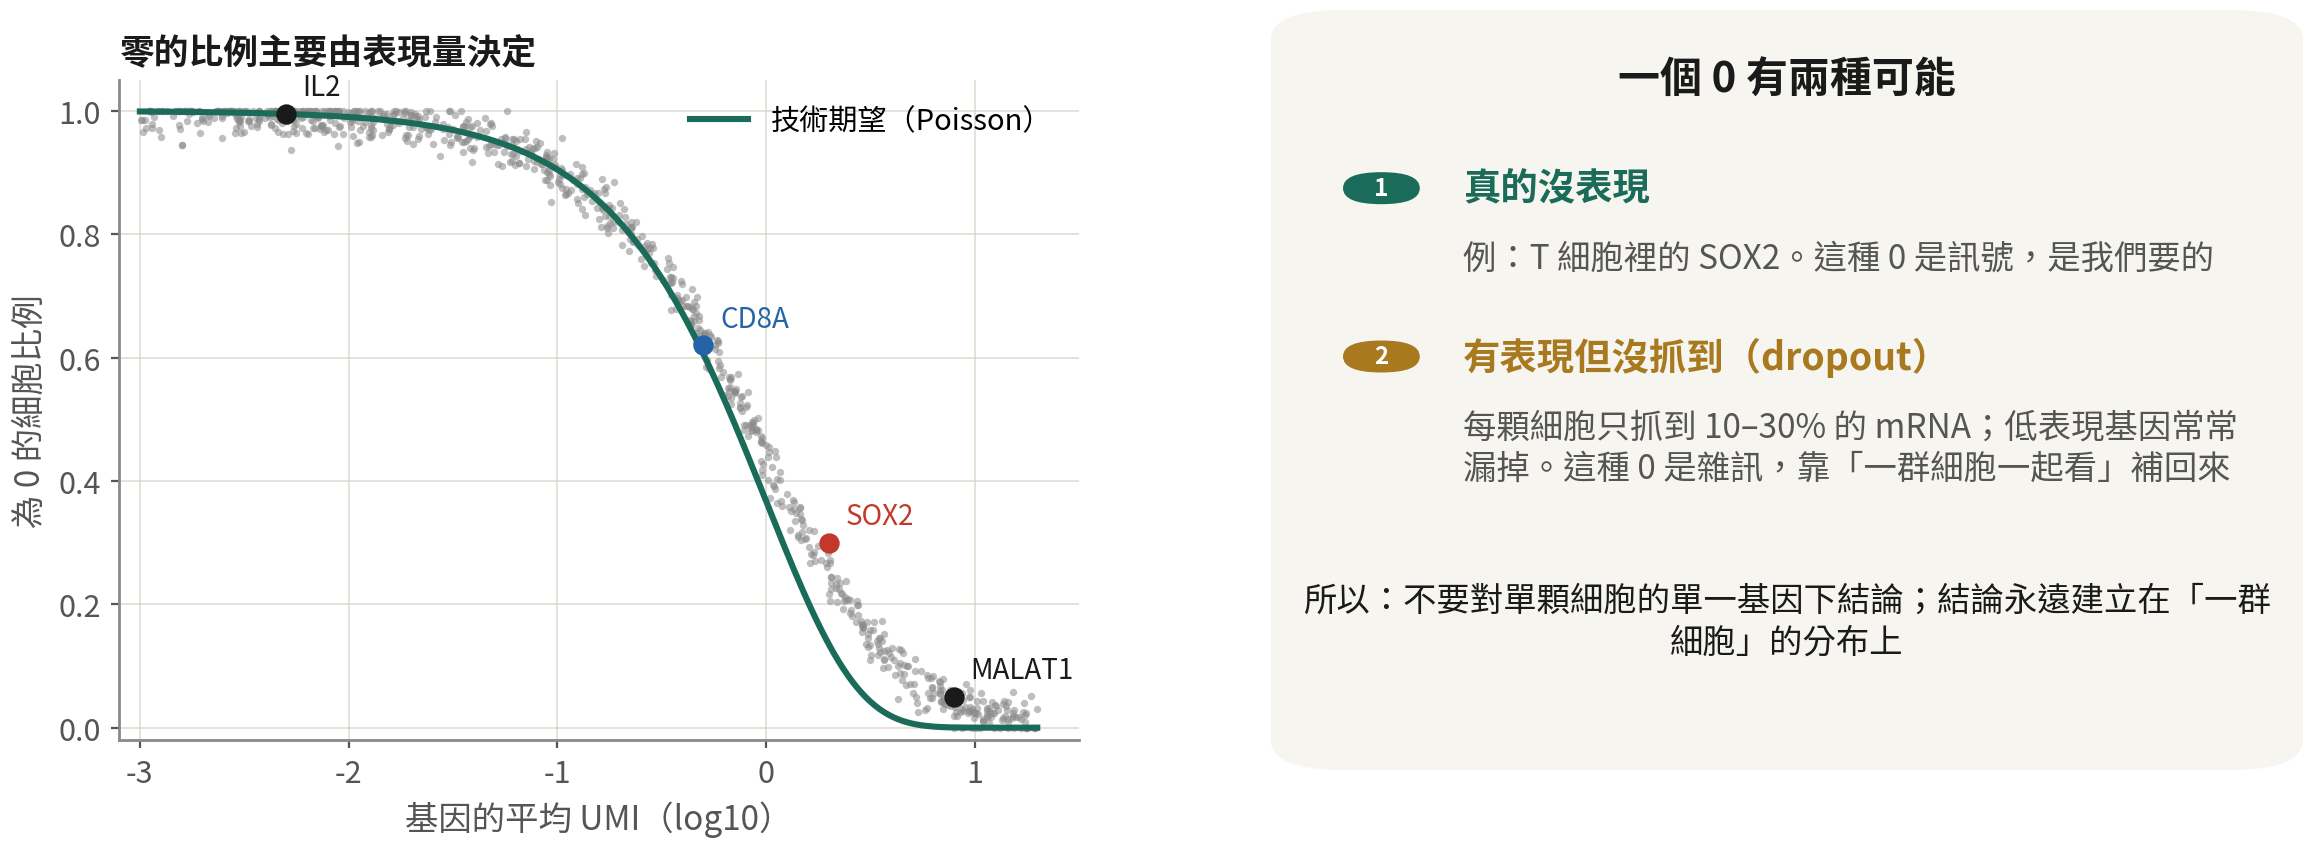 零的比例主要由表現量決定
IL2
技術期望（Poisson）
CD8A
SOX2
MALAT1
1.0
0.8
0.6
0.4
0.2
0.0
為 0 的細胞比例
-3
-2
-1
0
1
基因的平均 UMI（log10）
一個 0 有兩種可能
1
真的沒表現
例：T 細胞裡的 SOX2。這種 0 是訊號，是我們要的
2
有表現但沒抓到（dropout）
每顆細胞只抓到 10–30% 的 mRNA；低表現基因常常
漏掉。這種 0 是雜訊，靠「一群細胞一起看」補回來
所以：不要對單顆細胞的單一基因下結論；結論永遠建立在「一群
細胞」的分布上